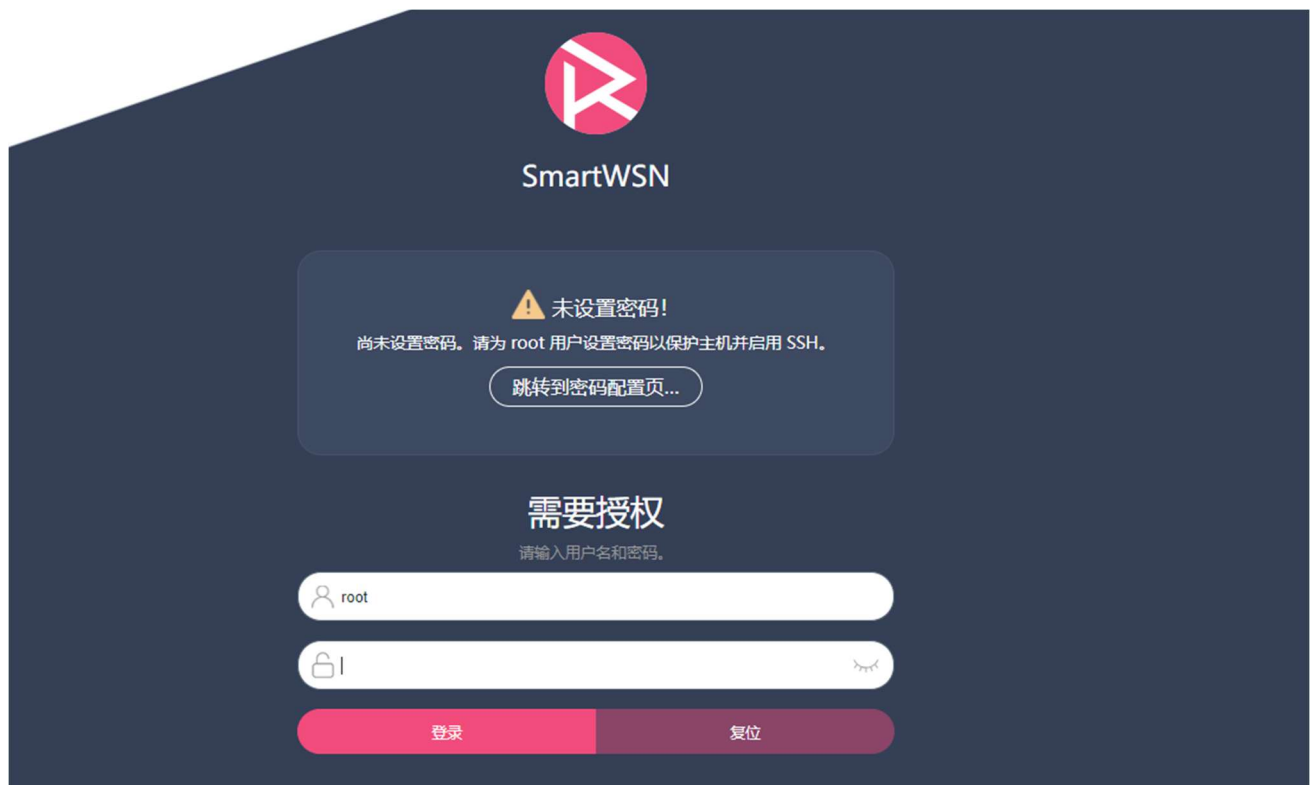 SmartWSN
未设置密码!
尚未设置密码。请为 root 用户设置密码以保护主机并启用 SSH。
跳转到密码配置页...
需要授权
请输入用户名和密码。
root
登录
复位